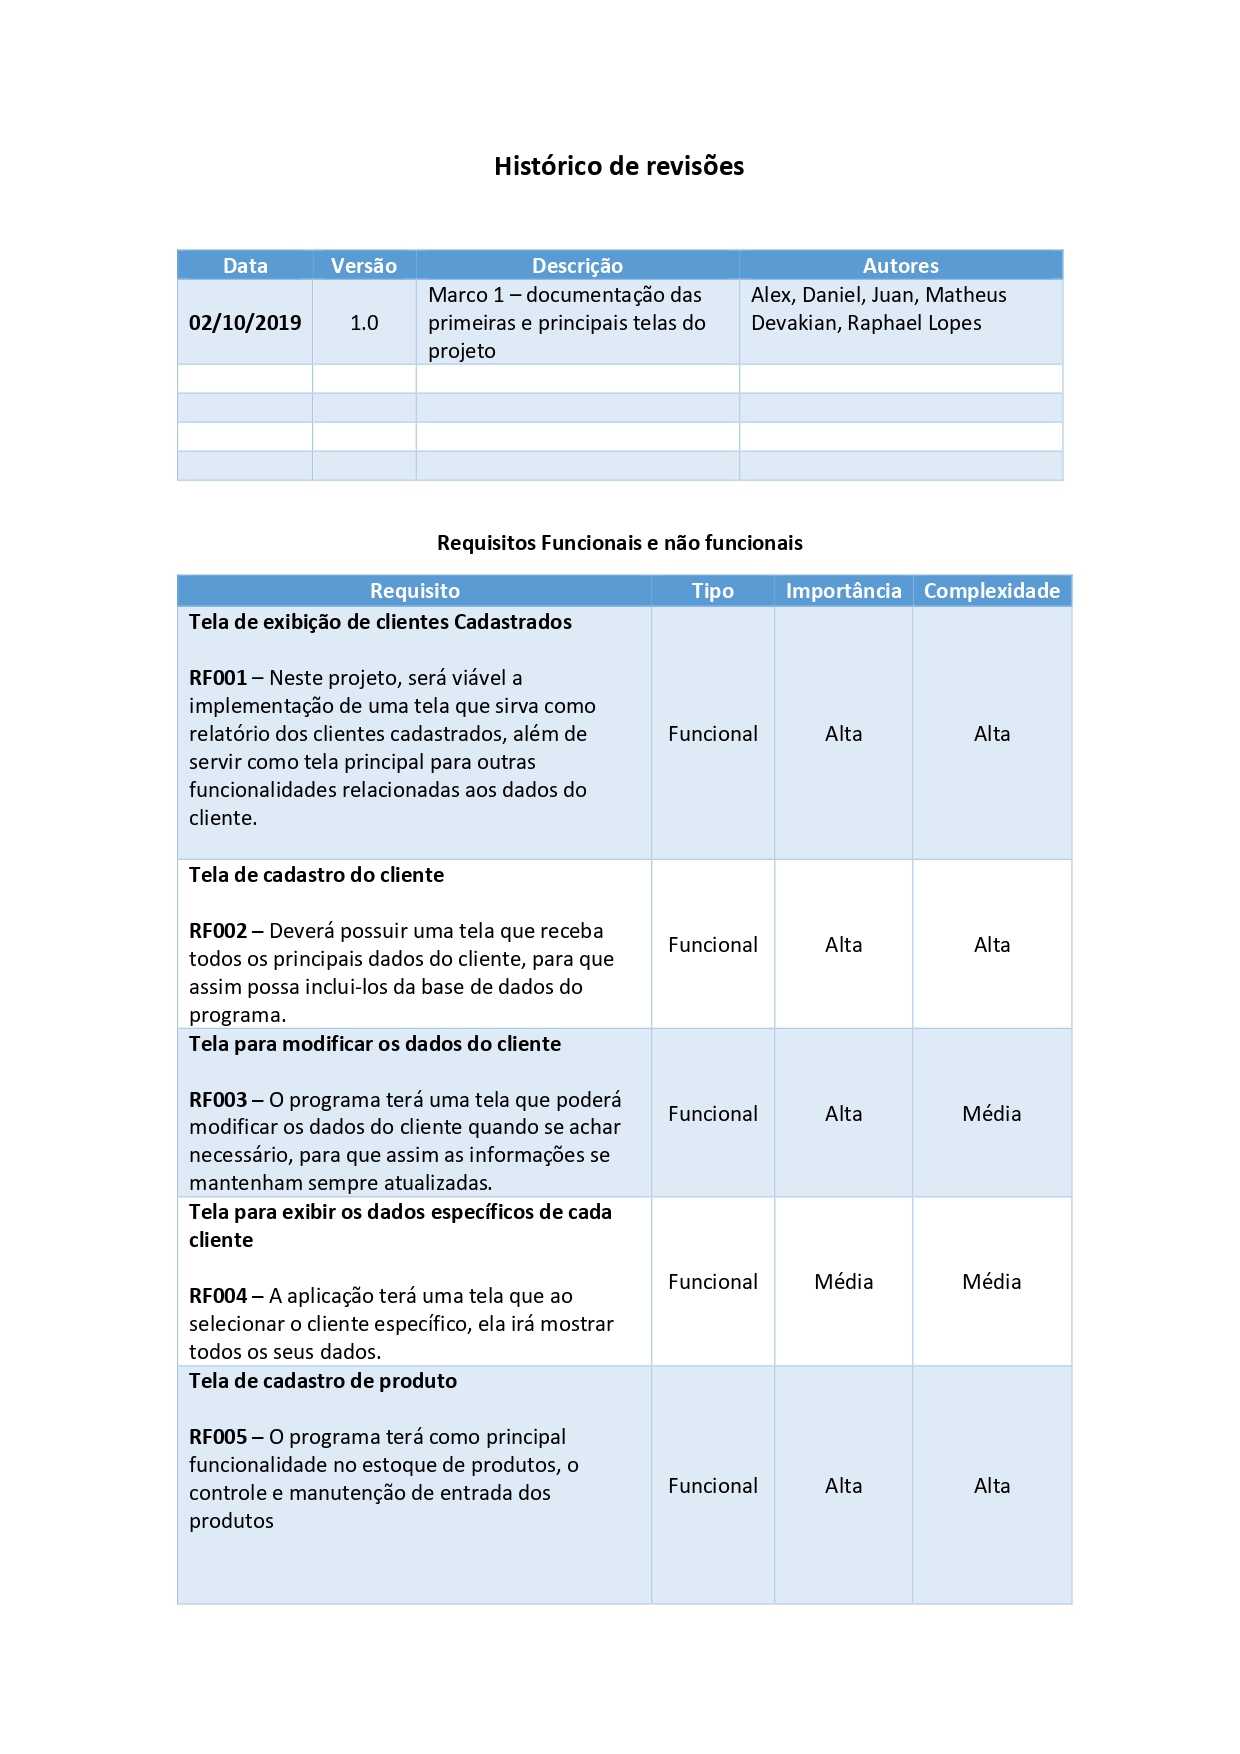 Histórico de revisões
Data Versão Descrição Autores
02/10/2019 1.0 Marco 1 – documentação das
primeiras e principais telas do
projeto
Alex, Daniel, Juan, Matheus
Devakian, Raphael Lopes
Requisitos Funcionais e não funcionais
Requisito Tipo Importância Complexidade
Tela de exibição de clientes Cadastrados
RF001 – Neste projeto, será viável a
implementação de uma tela que sirva como
relatório dos clientes cadastrados, além de
servir como tela principal para outras
funcionalidades relacionadas aos dados do
cliente.
Funcional Alta Alta
Tela de cadastro do cliente
RF002 – Deverá possuir uma tela que receba
todos os principais dados do cliente, para que
assim possa inclui-los da base de dados do
programa.
Funcional Alta Alta
Tela para modificar os dados do cliente
RF003 – O programa terá uma tela que poderá
modificar os dados do cliente quando se achar
necessário, para que assim as informações se
mantenham sempre atualizadas.
Funcional Alta Média
Tela para exibir os dados específicos de cada
cliente
RF004 – A aplicação terá uma tela que ao
selecionar o cliente específico, ela irá mostrar
todos os seus dados.
Funcional Média Média
Tela de cadastro de produto
RF005 – O programa terá como principal
funcionalidade no estoque de produtos, o
controle e manutenção de entrada dos
produtos
Funcional Alta Alta